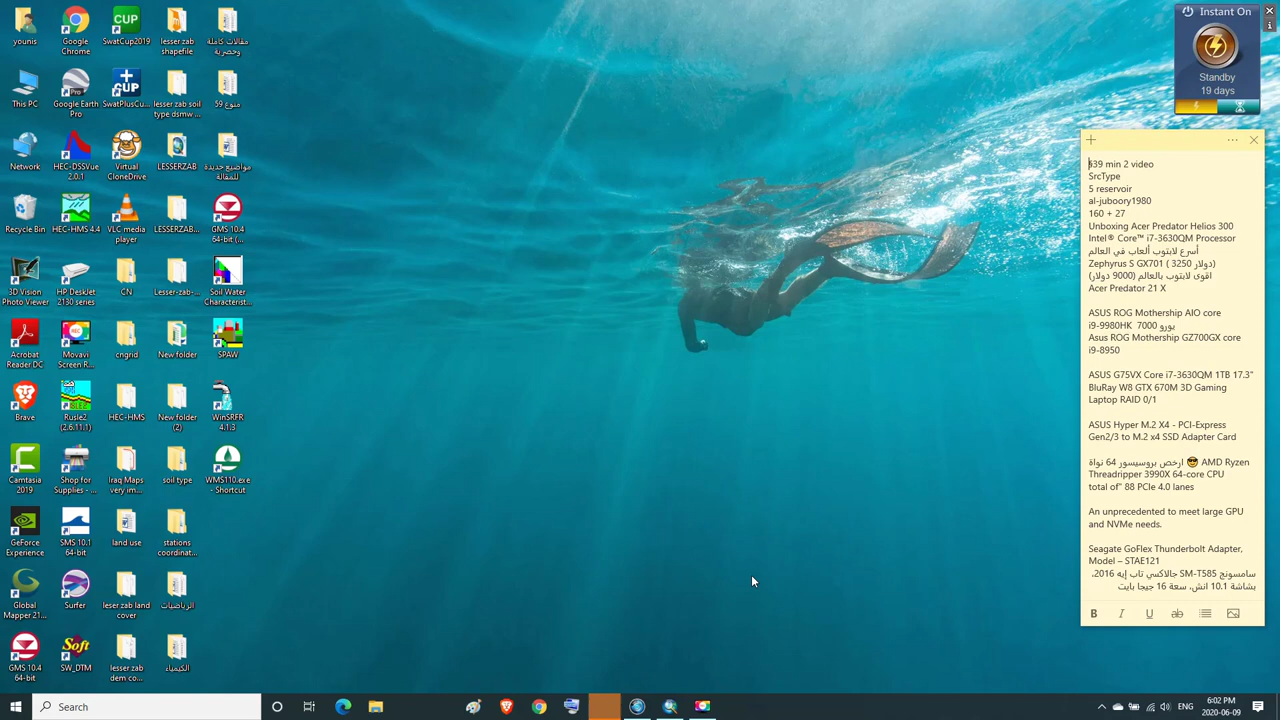 younis
Google Chrome
SwatCup2019
lesser zab shapefile
مقالات كاملة وحصرية
This PC
Google Earth Pro
SwatPlusCu...
lesser zab soil type dsmw ...
منوع 59
Network
HEC-DSSVue 2.0.1
Virtual CloneDrive
LESSERZAB
مواضيع جديدة للمقالة
Recycle Bin
HEC-HMS 4.4
VLC media player
LESSERZAB...
GMS 10.4 64-bit (...
3D Vision Photo Viewer
HP DeskJet 2130 series
CN
Lesser-zab-...
Soil Water Characterist...
Acrobat Reader DC
Movavi Screen R...
cngrid
New folder
SPAW
Brave
Rusle2 (2.6.11.1)
HEC-HMS
New folder (2)
WinSRFR 4.1.3
Camtasia 2019
Shop for Supplies - ...
Iraq Maps very im...
soil type
WMS110.exe - Shortcut
GeForce Experience
SMS 10.1 64-bit
land use
stations coordinat...
Global Mapper 21...
Surfer
leser zab land cover
الرياضيات
GMS 10.4 64-bit
SW_DTM
lesser zab dem co...
الكيمياء
Instant On
Standby
19 days
39 min 2 video
SrcType
5 reservoir
al-juboory1980
160 + 27
Unboxing Acer Predator Helios 300
Intel® Core™ i7-3630QM Processor
أسرع لابتوب ألعاب في العالم
Zephyrus S GX701 ( 3250 دولار)
اقوى لابتوب بالعالم (9000 دولار)
Acer Predator 21 X
ASUS ROG Mothership AIO core
i9-9980HK 7000 يورو
Asus ROG Mothership GZ700GX core
i9-8950
ASUS G75VX Core i7-3630QM 1TB 17.3"
BluRay W8 GTX 670M 3D Gaming
Laptop RAID 0/1
ASUS Hyper M.2 X4 - PCI-Express
Gen2/3 to M.2 x4 SSD Adapter Card
ارخص بروسيسور 64 نواة 😎 AMD Ryzen
Threadripper 3990X 64-core CPU
total of" 88 PCIe 4.0 lanes
An unprecedented to meet large GPU
and NVMe needs.
Seagate GoFlex Thunderbolt Adapter,
Model – STAE121
سامسونج SM-T585 جالاكسي تاب إيه 2016،
بشاشة 10.1 انش، سعة 16 جيجا بايت
B I U ab
Search
ENG
6:02 PM
2020-06-09